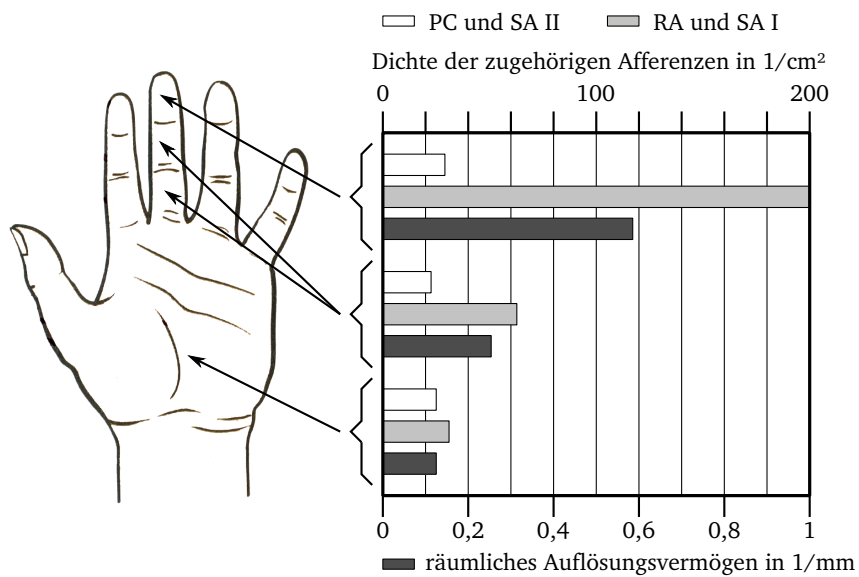 PC und SA II RA und SA I
Dichte der zugehörigen Afferenzen in 1/cm²
0 100 200
0 0,2 0,4 0,6 0,8 1
räumliches Auflösungsvermögen in 1/mm